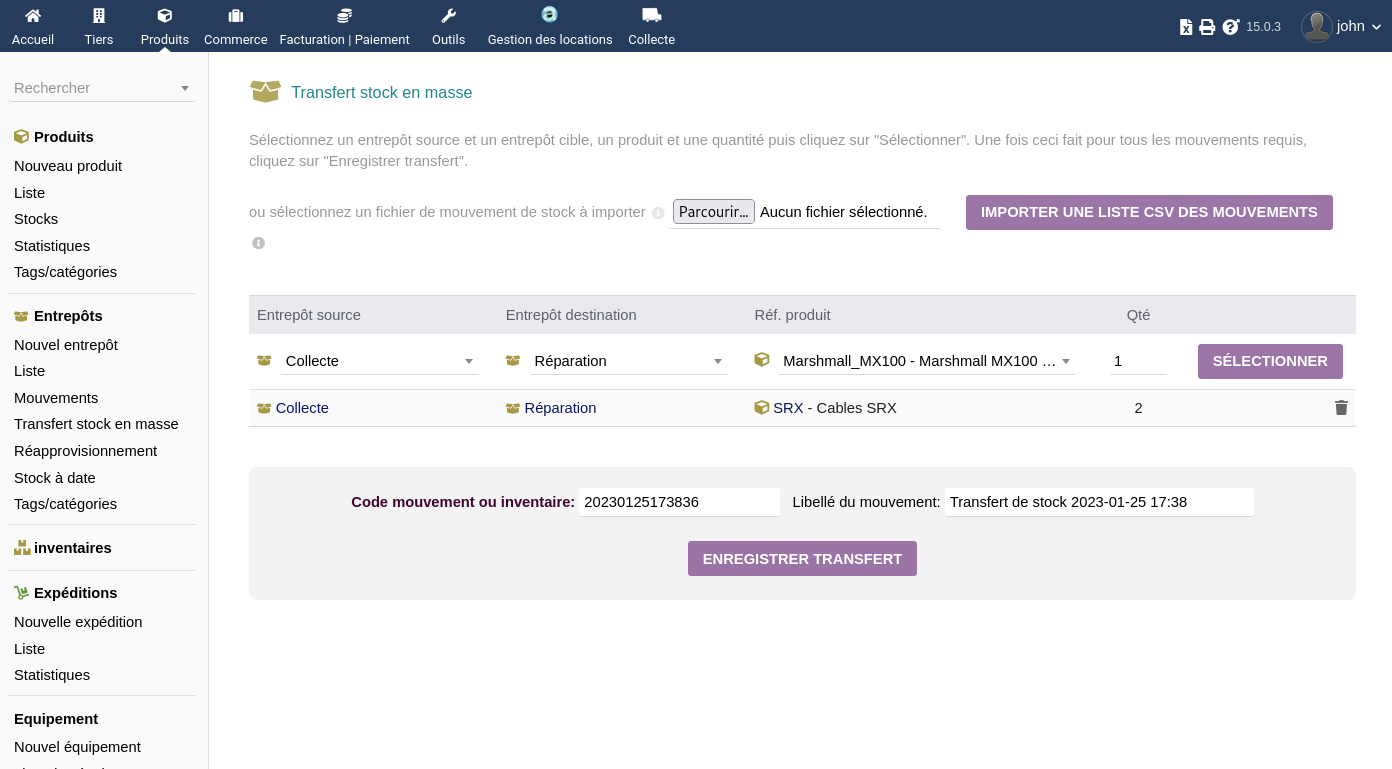 Accueil Tiers Produits Commerce Facturation | Paiement Outils Gestion des locations Collecte 15.0.3 john
Rechercher
Produits
Nouveau produit
Liste
Stocks
Statistiques
Tags/catégories
Entrepôts
Nouvel entrepôt
Liste
Mouvements
Transfert stock en masse
Réapprovisionnement
Stock à date
Tags/catégories
inventaires
Expéditions
Nouvelle expédition
Liste
Statistiques
Equipement
Nouvel équipement
Transfert stock en masse
Sélectionnez un entrepôt source et un entrepôt cible, un produit et une quantité puis cliquez sur "Sélectionner". Une fois ceci fait pour tous les mouvements requis,
cliquez sur "Enregistrer transfert".
ou sélectionnez un fichier de mouvement de stock à importer Parcourir... Aucun fichier sélectionné. IMPORTER UNE LISTE CSV DES MOUVEMENTS
Entrepôt source Entrepôt destination Réf. produit Qté
Collecte Réparation Marshmall_MX100 - Marshmall MX100 … 1 SÉLECTIONNER
Collecte Réparation SRX - Cables SRX 2
Code mouvement ou inventaire: 20230125173836 Libellé du mouvement: Transfert de stock 2023-01-25 17:38
ENREGISTRER TRANSFERT